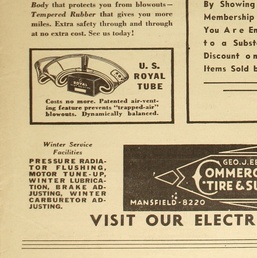 Body that protects you from blowouts—
Tempered Rubber that gives you more
miles. Extra safety through and through
at no extra cost. See us today!
U. S.
ROYAL
TUBE
Costs no more. Patented air-vent-
ing feature prevents "trapped-air"
blowouts. Dynamically balanced.
Winter Service
Facilities
PRESSURE RADIA-
TOR FLUSHING,
MOTOR TUNE-UP,
WINTER LUBRICA-
TION, BRAKE AD-
JUSTING, WINTER
CARBURETOR AD-
JUSTING.
By Showing
Membership
You Are En
to a Subst
Discount on
Items Sold b
GEO. J. EB
COMMERC
TIRE & SU
MANSFIELD-8220
VISIT OUR ELECTR